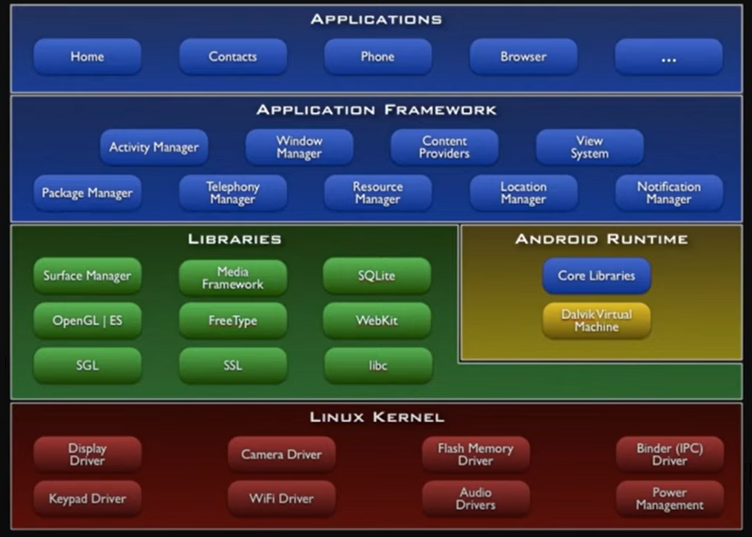 APPLICATIONS
Home
Contacts
Phone
Browser
...
APPLICATION FRAMEWORK
Activity Manager
Window
Manager
Content
Providers
View
System
Package Manager
Telephony
Manager
Resource
Manager
Location
Manager
Notification
Manager
LIBRARIES
Surface Manager
Media
Framework
SQLite
OpenGL | ES
FreeType
WebKit
SGL
SSL
libc
ANDROID RUNTIME
Core Libraries
Dalvik Virtual
Machine
LINUX KERNEL
Display
Driver
Camera Driver
Flash Memory
Driver
Binder (IPC)
Driver
Keypad Driver
WiFi Driver
Audio
Drivers
Power
Management